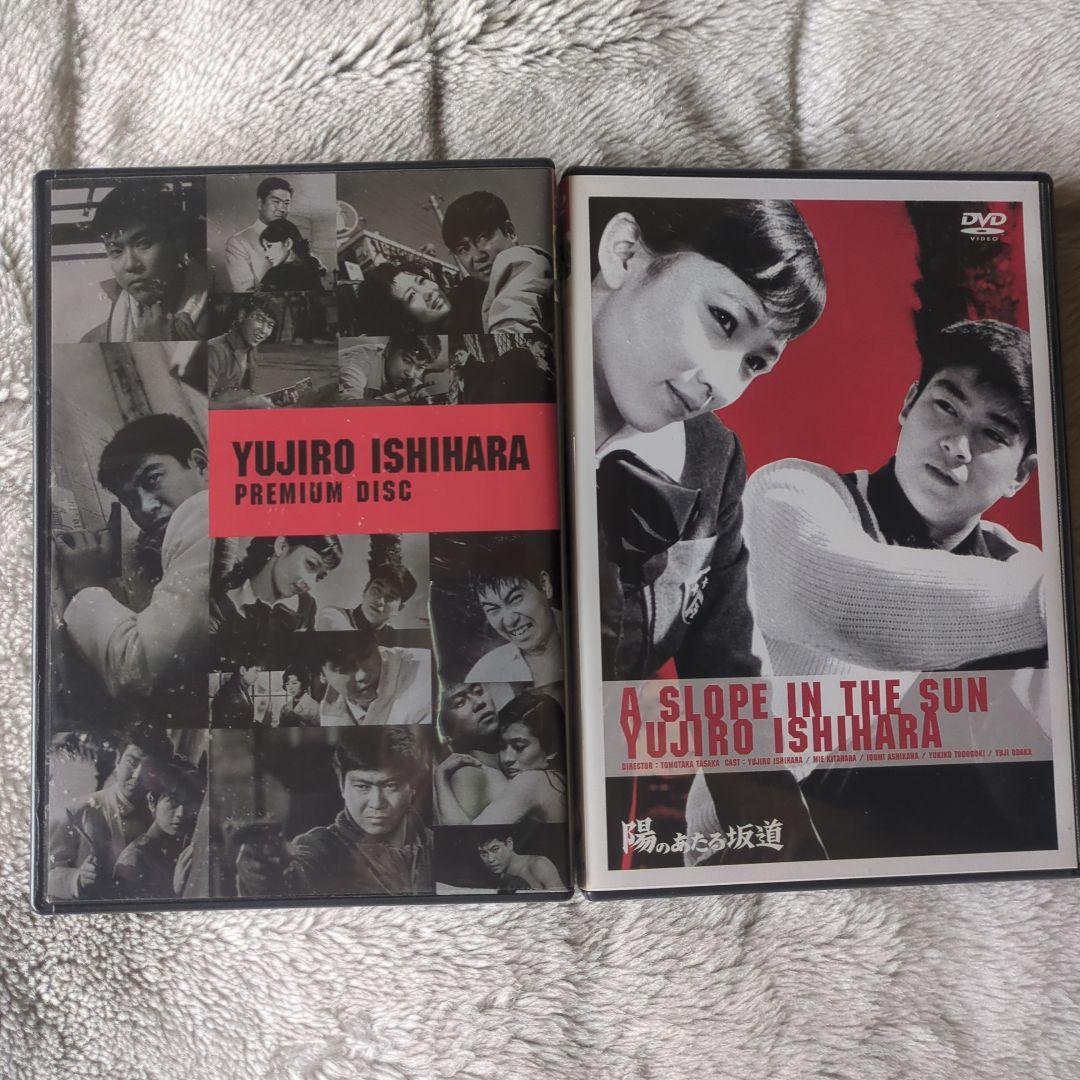 YUJIRO ISHIHARA
PREMIUM DISC
DVD
VIDEO
A SLOPE IN THE SUN
YUJIRO ISHIHARA
DIRECTOR : TOMOTAKA TASAKA CAST : YUJIRO ISHIHARA / MIE KITAHARA / IZUMI ASHIKAWA / YUKIKO TODOROKI / YUJI ODAKA
陽のあたる坂道